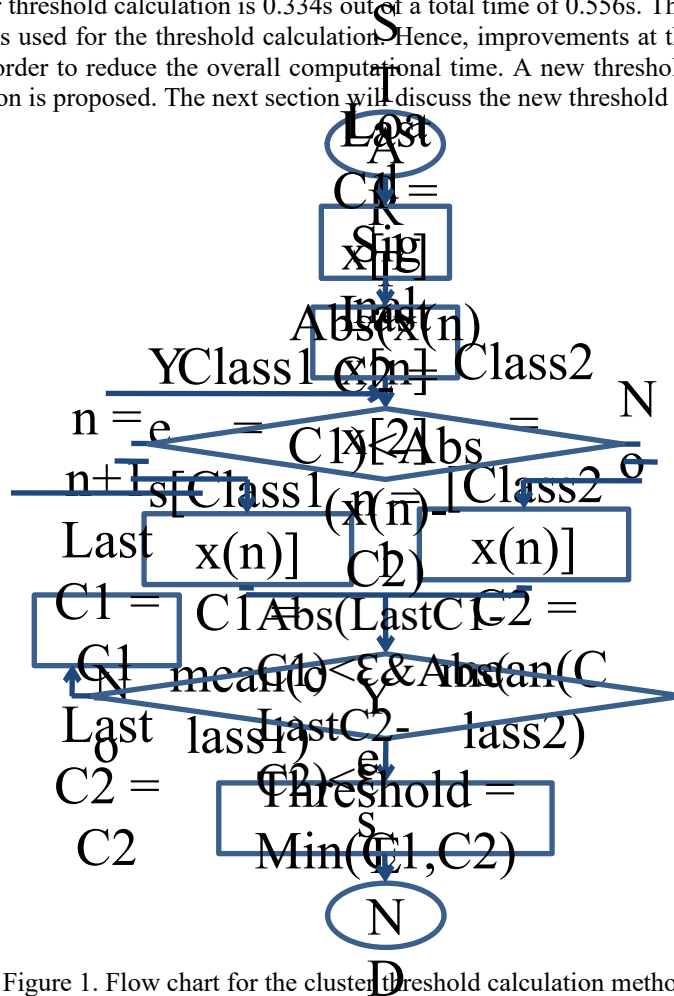 threshold calculation is 0.334s out of a total time of 0.556s. Th
s used for the threshold calculation. Hence, improvements at th
order to reduce the overall computational time. A new threshol
on is proposed. The next section will discuss the new threshold
START
Load Signal
Last C1 = x[1]
Last C2 = x[2]
n = 1
Abs(x(n)-C1)<Abs(x(n)-C2)
Yes
No
Class1 = [Class1 x(n)]
Class2 = [Class2 x(n)]
C1 = mean(class1)
C2 = mean(Class2)
n = n+1
Last C1 = C1
Last C2 = C2
Abs(LastC1-C1)<ε&Abs(LastC2-C2)<ε
No
Yes
Threshold = Min(C1,C2)
END
Figure 1. Flow chart for the cluster threshold calculation metho